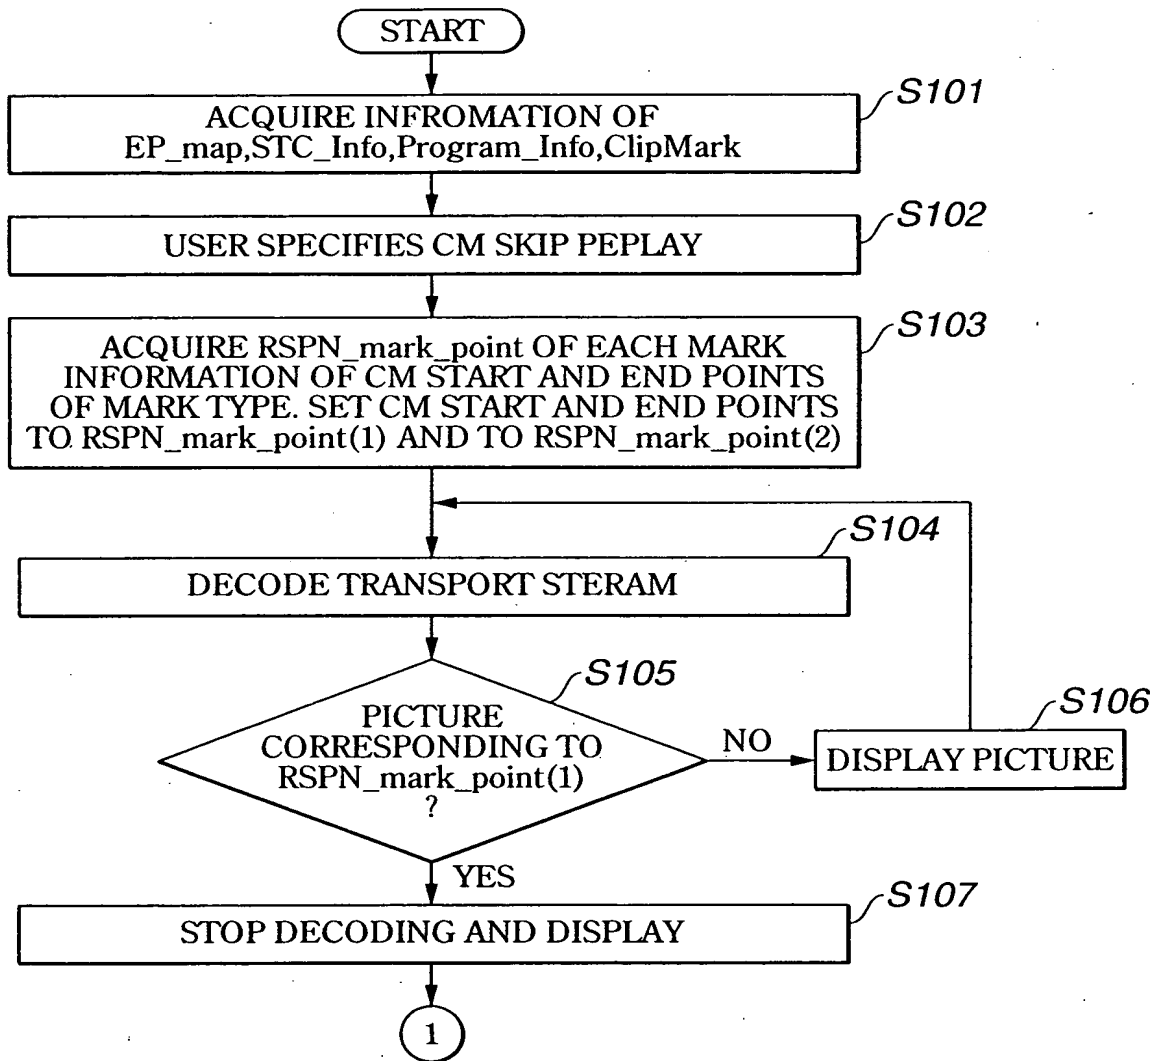 START
S101
ACQUIRE INFROMATION OF
EP_map,STC_Info,Program_Info,ClipMark
S102
USER SPECIFIES CM SKIP PEPLAY
S103
ACQUIRE RSPN_mark_point OF EACH MARK
INFORMATION OF CM START AND END POINTS
OF MARK TYPE. SET CM START AND END POINTS
TO RSPN_mark_point(1) AND TO RSPN_mark_point(2)
S104
DECODE TRANSPORT STERAM
S105
PICTURE
CORRESPONDING TO
RSPN_mark_point(1)
?
NO
S106
DISPLAY PICTURE
YES
S107
STOP DECODING AND DISPLAY
1